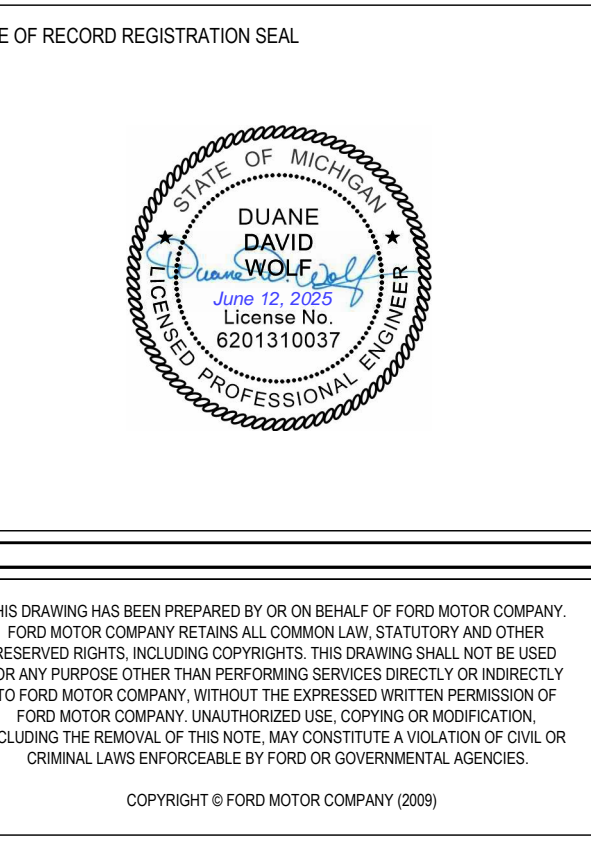 E OF RECORD REGISTRATION SEAL
STATE OF MICHIGAN
DUANE
DAVID
WOLF
Duane D. Wolf
June 12, 2025
License No.
6201310037
LICENSED PROFESSIONAL ENGINEER
HIS DRAWING HAS BEEN PREPARED BY OR ON BEHALF OF FORD MOTOR COMPANY.
FORD MOTOR COMPANY RETAINS ALL COMMON LAW, STATUTORY AND OTHER
RESERVED RIGHTS, INCLUDING COPYRIGHTS. THIS DRAWING SHALL NOT BE USED
OR ANY PURPOSE OTHER THAN PERFORMING SERVICES DIRECTLY OR INDIRECTLY
TO FORD MOTOR COMPANY, WITHOUT THE EXPRESSED WRITTEN PERMISSION OF
FORD MOTOR COMPANY. UNAUTHORIZED USE, COPYING OR MODIFICATION,
CLUDING THE REMOVAL OF THIS NOTE, MAY CONSTITUTE A VIOLATION OF CIVIL OR
CRIMINAL LAWS ENFORCEABLE BY FORD OR GOVERNMENTAL AGENCIES.
COPYRIGHT © FORD MOTOR COMPANY (2009)